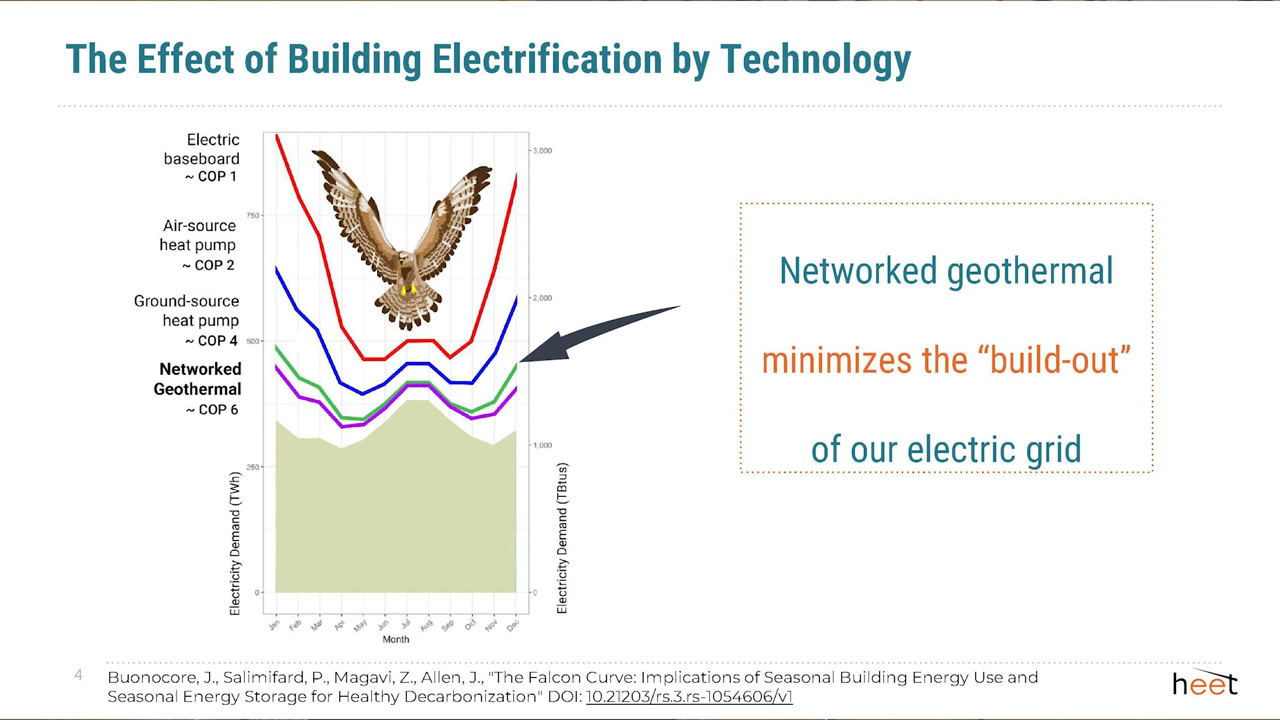 The Effect of Building Electrification by Technology
Electric
baseboard
~ COP 1
Air-source
heat pump
~ COP 2
Ground-source
heat pump
~ COP 4
Networked
Geothermal
~ COP 6
750
500
250
0
3,000
2,000
1,000
0
Electricity Demand (TWh)
Electricity Demand (TBtus)
Jan
Feb
Mar
Apr
May
Jun
Jul
Aug
Sep
Oct
Nov
Dec
Month
Networked geothermal
minimizes the “build-out”
of our electric grid
4
Buonocore, J., Salimifard, P., Magavi, Z., Allen, J., "The Falcon Curve: Implications of Seasonal Building Energy Use and
Seasonal Energy Storage for Healthy Decarbonization" DOI: 10.21203/rs.3.rs-1054606/v1
heet